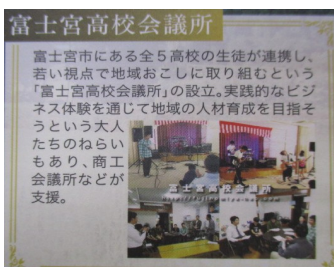 富士宮高校会議所
富士宮市にある全5高校の生徒が連携し、
若い視点で地域おこしに取り組むという
「富士宮高校会議所」の設立。実践的なビジ
ネス体験を通じて地域の人材育成を目指そ
うという大人
たちのねらい
もあり、商工
会議所などが
支援。
富士宮高校会議所